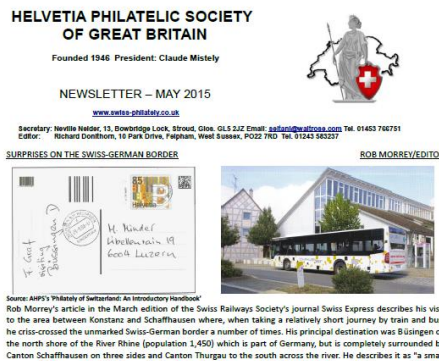 HELVETIA PHILATELIC SOCIETY
OF GREAT BRITAIN
Founded 1946  President: Claude Mistely
NEWSLETTER – MAY 2015
www.swiss-philately.co.uk
Secretary: Neville Nelder, 13, Bowbridge Lock, Stroud, Glos. GL5 2JZ Email: Tel. 01453 766751
Editor: Richard Donithorn, 10 Park Drive, Felpham, West Sussex, PO22 7RD Tel. 01243 583237
SURPRISES ON THE SWISS-GERMAN BORDER
ROB MORREY/EDITO
85
HELVETIA
Libellenrain 19
6004 Luzern
Source: AHPS's 'Philately of Switzerland: An Introductory Handbook'
Rob Morrey's article in the March edition of the Swiss Railways Society's journal Swiss Express describes his vis
to the area between Konstanz and Schaffhausen where, when taking a relatively short journey by train and bu
he criss-crossed the unmarked Swiss-German border a number of times. His principal destination was Büsingen o
the north shore of the River Rhine (population 1,450) which is part of Germany, but is completely surrounded b
Canton Schaffhausen on three sides and Canton Thurgau to the south across the river. He describes it as "a am